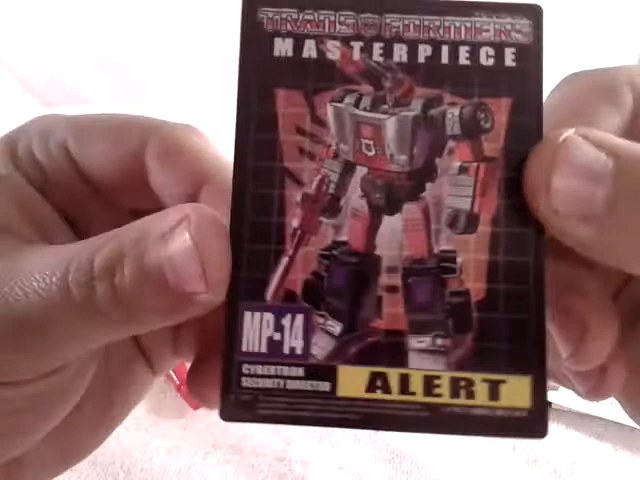 TRANSFORMERS
MASTERPIECE
MP-14
CYBERTRON
SECURITY DIRECTOR
ALERT